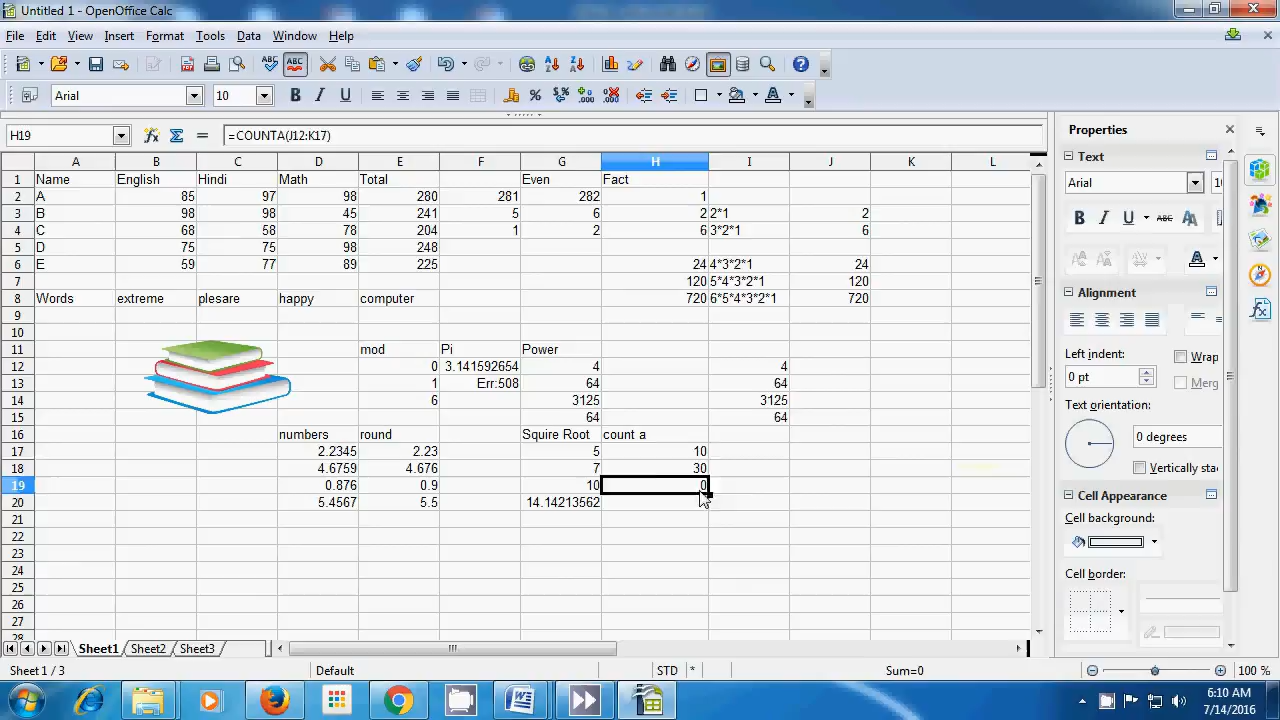 Untitled 1 - OpenOffice Calc
File Edit View Insert Format Tools Data Window Help
Arial 10
H19 =COUNTA(J12:K17)
A B C D E F G H I J K L
1 Name English Hindi Math Total Even Fact
2 A 85 97 98 280 281 282 1
3 B 98 98 45 241 5 6 2 2*1 2
4 C 68 58 78 204 1 2 6 3*2*1 6
5 D 75 75 98 248
6 E 59 77 89 225 24 4*3*2*1 24
7 120 5*4*3*2*1 120
8 Words extreme plesare happy computer 720 6*5*4*3*2*1 720
9
10
11 mod Pi Power
12 0 3.141592654 4 4
13 1 Err:508 64 64
14 6 3125 3125
15 64 64
16 numbers round Squire Root count a
17 2.2345 2.23 5 10
18 4.6759 4.676 7 30
19 0.876 0.9 10 0
20 5.4567 5.5 14.14213562
21
22
23
24
25
26
27
28
Properties
Text
Arial
Alignment
Left indent: Wrap
0 pt Merg
Text orientation:
0 degrees
Vertically sta
Cell Appearance
Cell background:
Cell border:
Sheet1 Sheet2 Sheet3
Sheet 1 / 3 Default STD * Sum=0 100 %
6:10 AM
7/14/2016